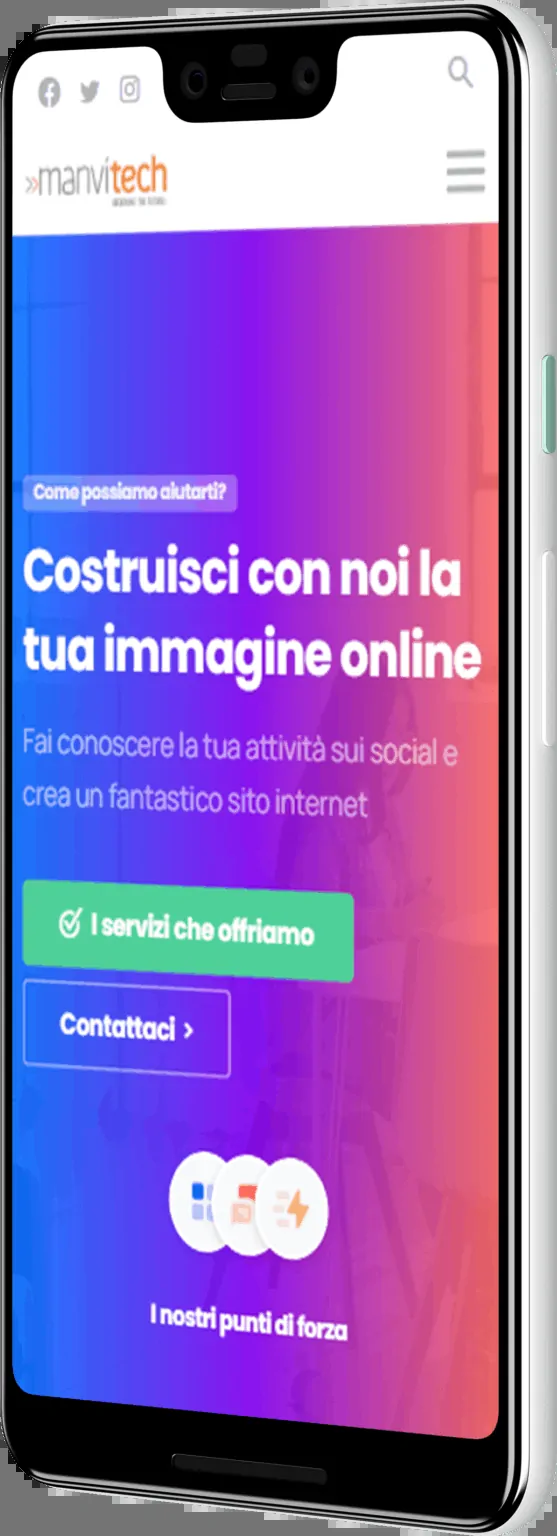 »manvitech
Come possiamo aiutarti?
Costruisci con noi la
tua immagine online
Fai conoscere la tua attività sui social e
crea un fantastico sito internet
I servizi che offriamo
Contattaci ›
I nostri punti di forza